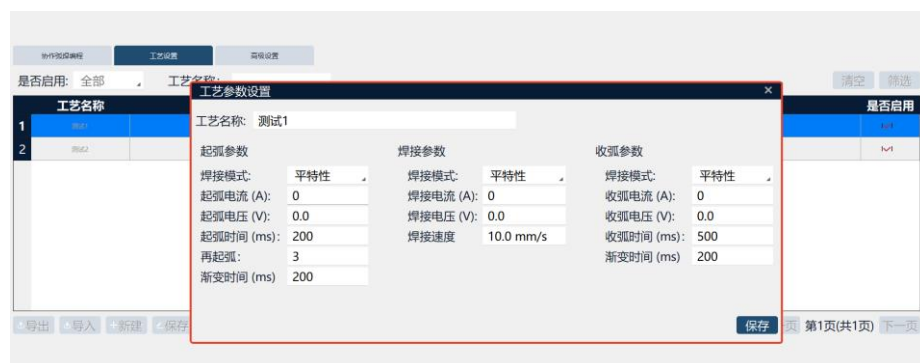 协作弧焊编程 工艺设置 高级设置
是否启用: 全部 工艺名称: 清空 筛选
工艺名称 是否启用
1 测试1
2 测试2
工艺参数设置 ×
工艺名称: 测试1
起弧参数 焊接参数 收弧参数
焊接模式: 平特性 焊接模式: 平特性 焊接模式: 平特性
起弧电流 (A): 0 焊接电流 (A): 0 收弧电流 (A): 0
起弧电压 (V): 0.0 焊接电压 (V): 0.0 收弧电压 (V): 0.0
起弧时间 (ms): 200 焊接速度 10.0 mm/s 收弧时间 (ms): 500
再起弧: 3 渐变时间 (ms) 200
渐变时间 (ms) 200
保存
导出 导入 +新建 保存 页 第1页(共1页) 下一页